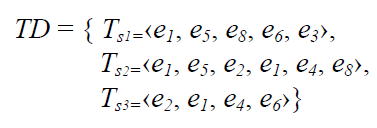 TD = { Ts1=‹e1, e5, e8, e6, e3›,
Ts2=‹e1, e5, e2, e1, e4, e8›,
Ts3=‹e2, e1, e4, e6›}